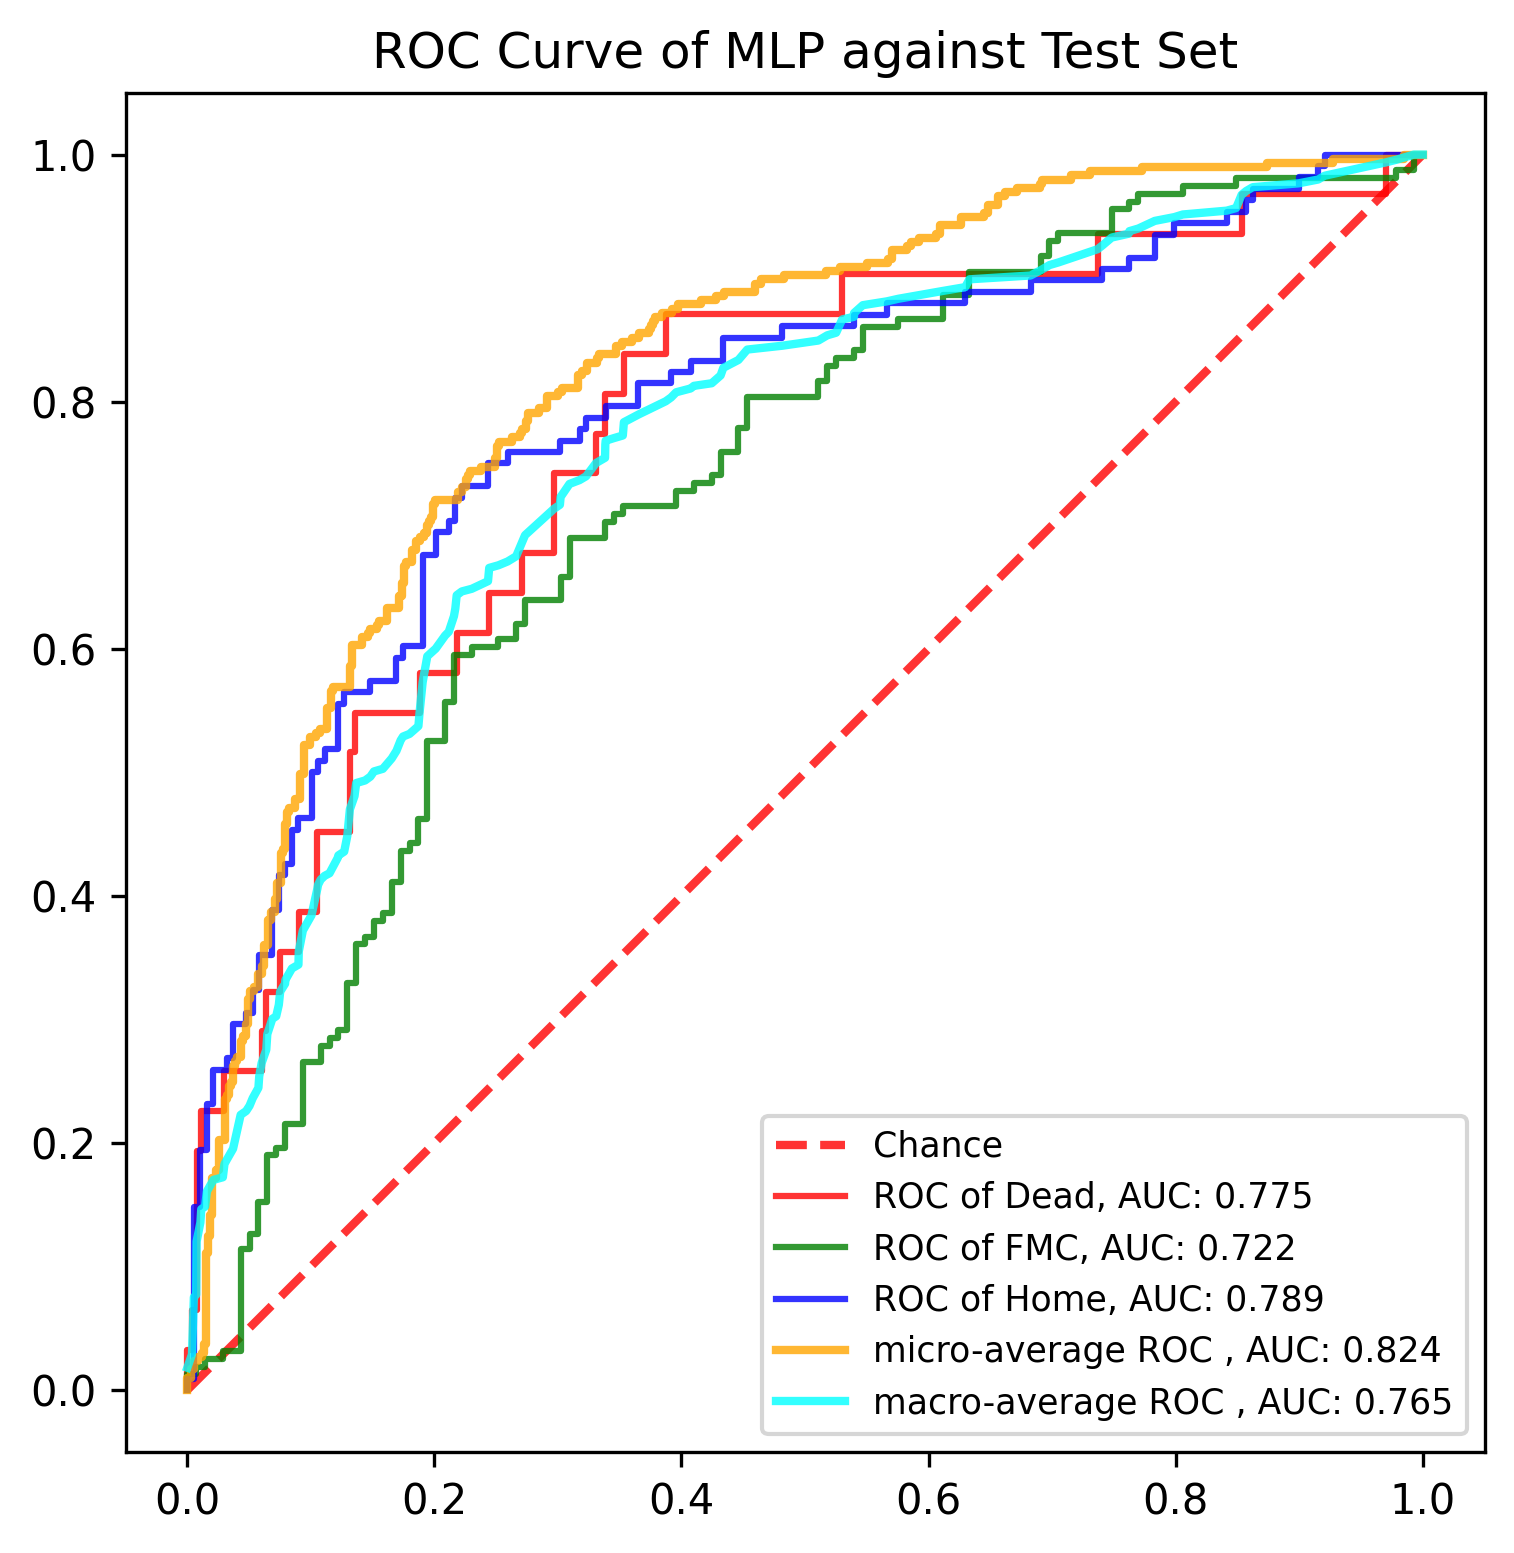 ROC Curve of MLP against Test Set
1.0
0.8
0.6
0.4
0.2
0.0
0.0 0.2 0.4 0.6 0.8 1.0
Chance
ROC of Dead, AUC: 0.775
ROC of FMC, AUC: 0.722
ROC of Home, AUC: 0.789
micro-average ROC , AUC: 0.824
macro-average ROC , AUC: 0.765